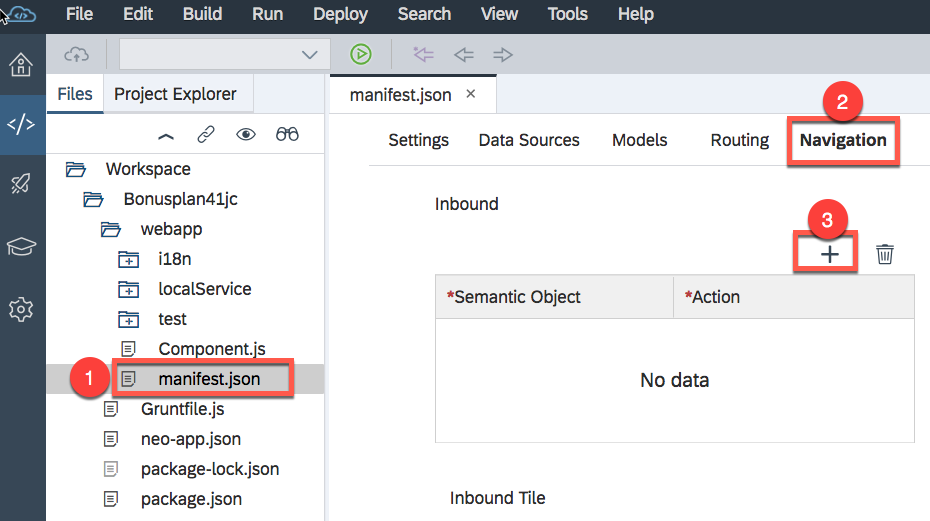 File Edit Build Run Deploy Search View Tools Help
Files Project Explorer
manifest.json ×
2
Settings Data Sources Models Routing Navigation
Workspace
Bonusplan41jc
webapp
i18n
localService
test
Component.js
1 manifest.json
Gruntfile.js
neo-app.json
package-lock.json
package.json
Inbound
3
+
*Semantic Object *Action
No data
Inbound Tile